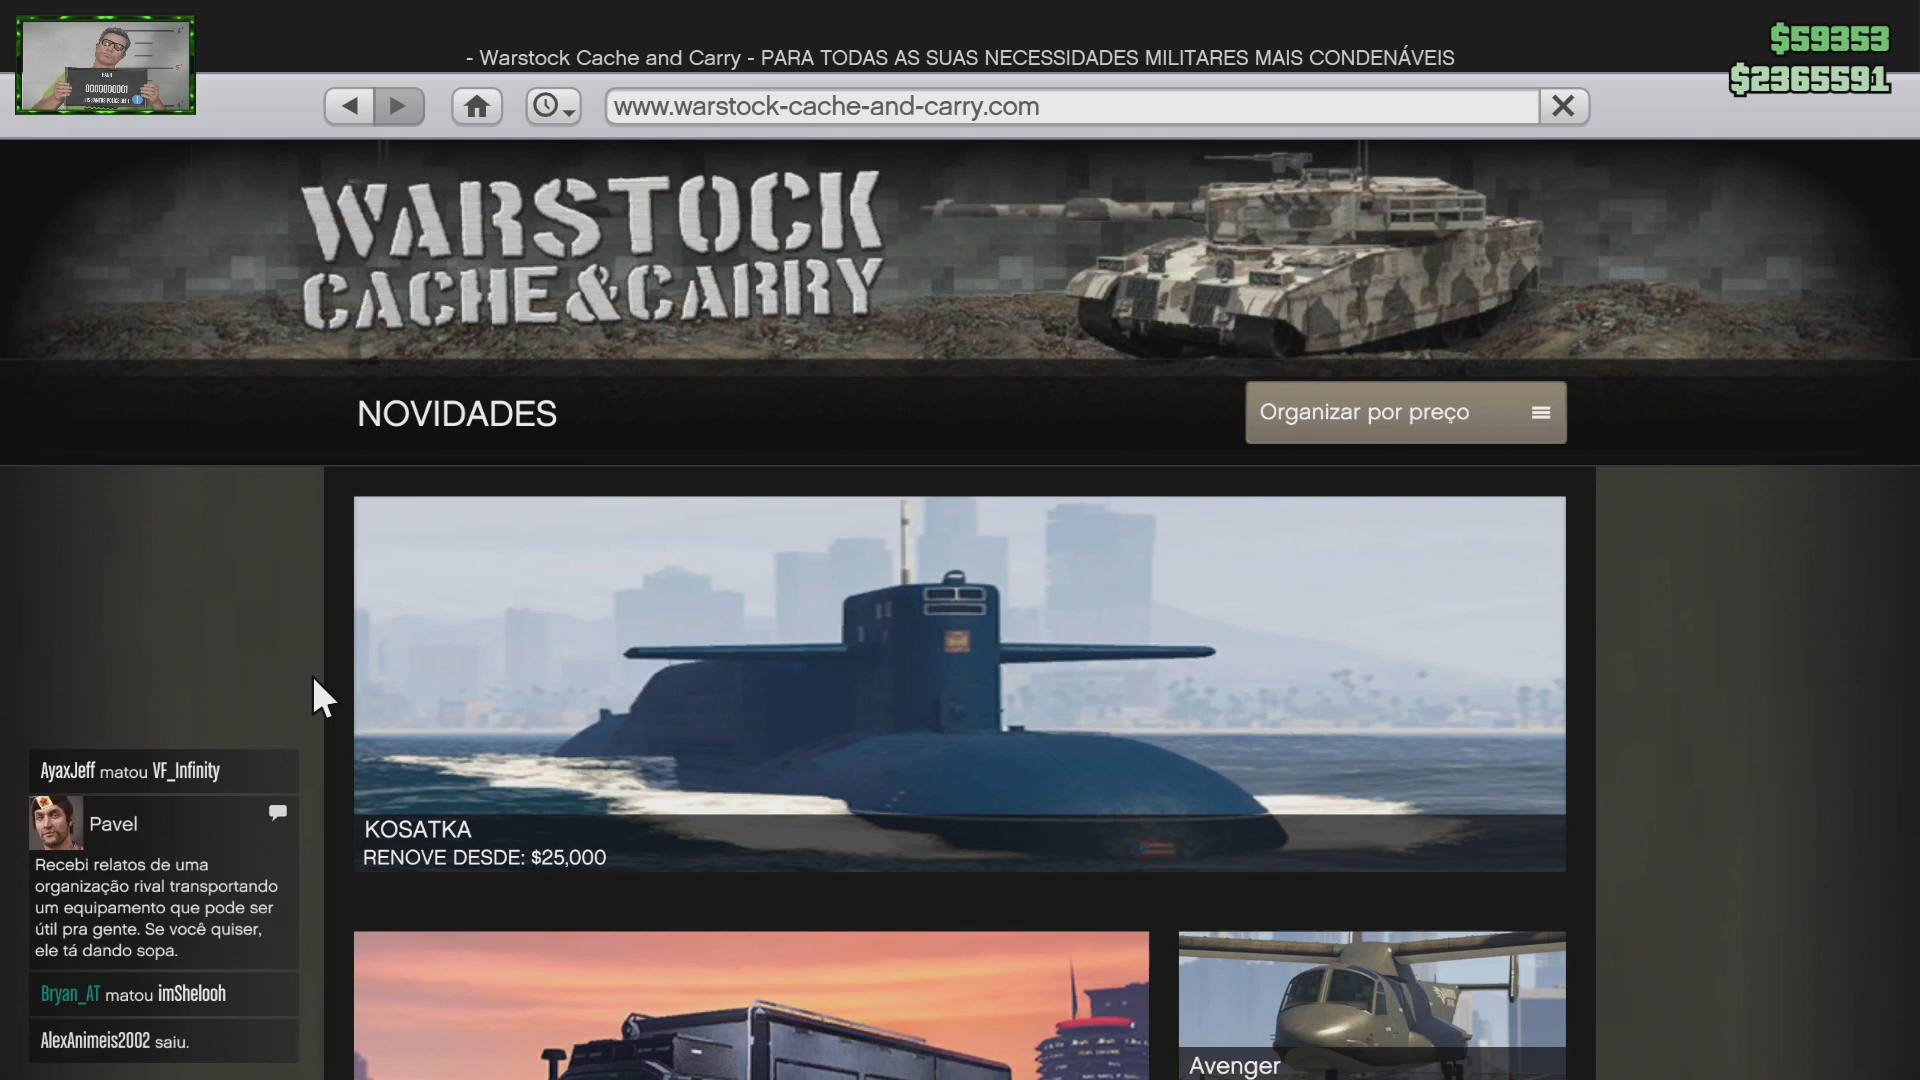 - Warstock Cache and Carry - PARA TODAS AS SUAS NECESSIDADES MILITARES MAIS CONDENÁVEIS
$59353
$2365591
0000000001
www.warstock-cache-and-carry.com
WARSTOCK
CACHE & CARRY
NOVIDADES
Organizar por preço
KOSATKA
RENOVE DESDE: $25,000
AyaxJeff matou VF_Infinity
Pavel
Recebi relatos de uma
organização rival transportando
um equipamento que pode ser
útil pra gente. Se você quiser,
ele tá dando sopa.
Bryan_AT matou imShelooh
AlexAnimeis2002 saiu.
Avenger